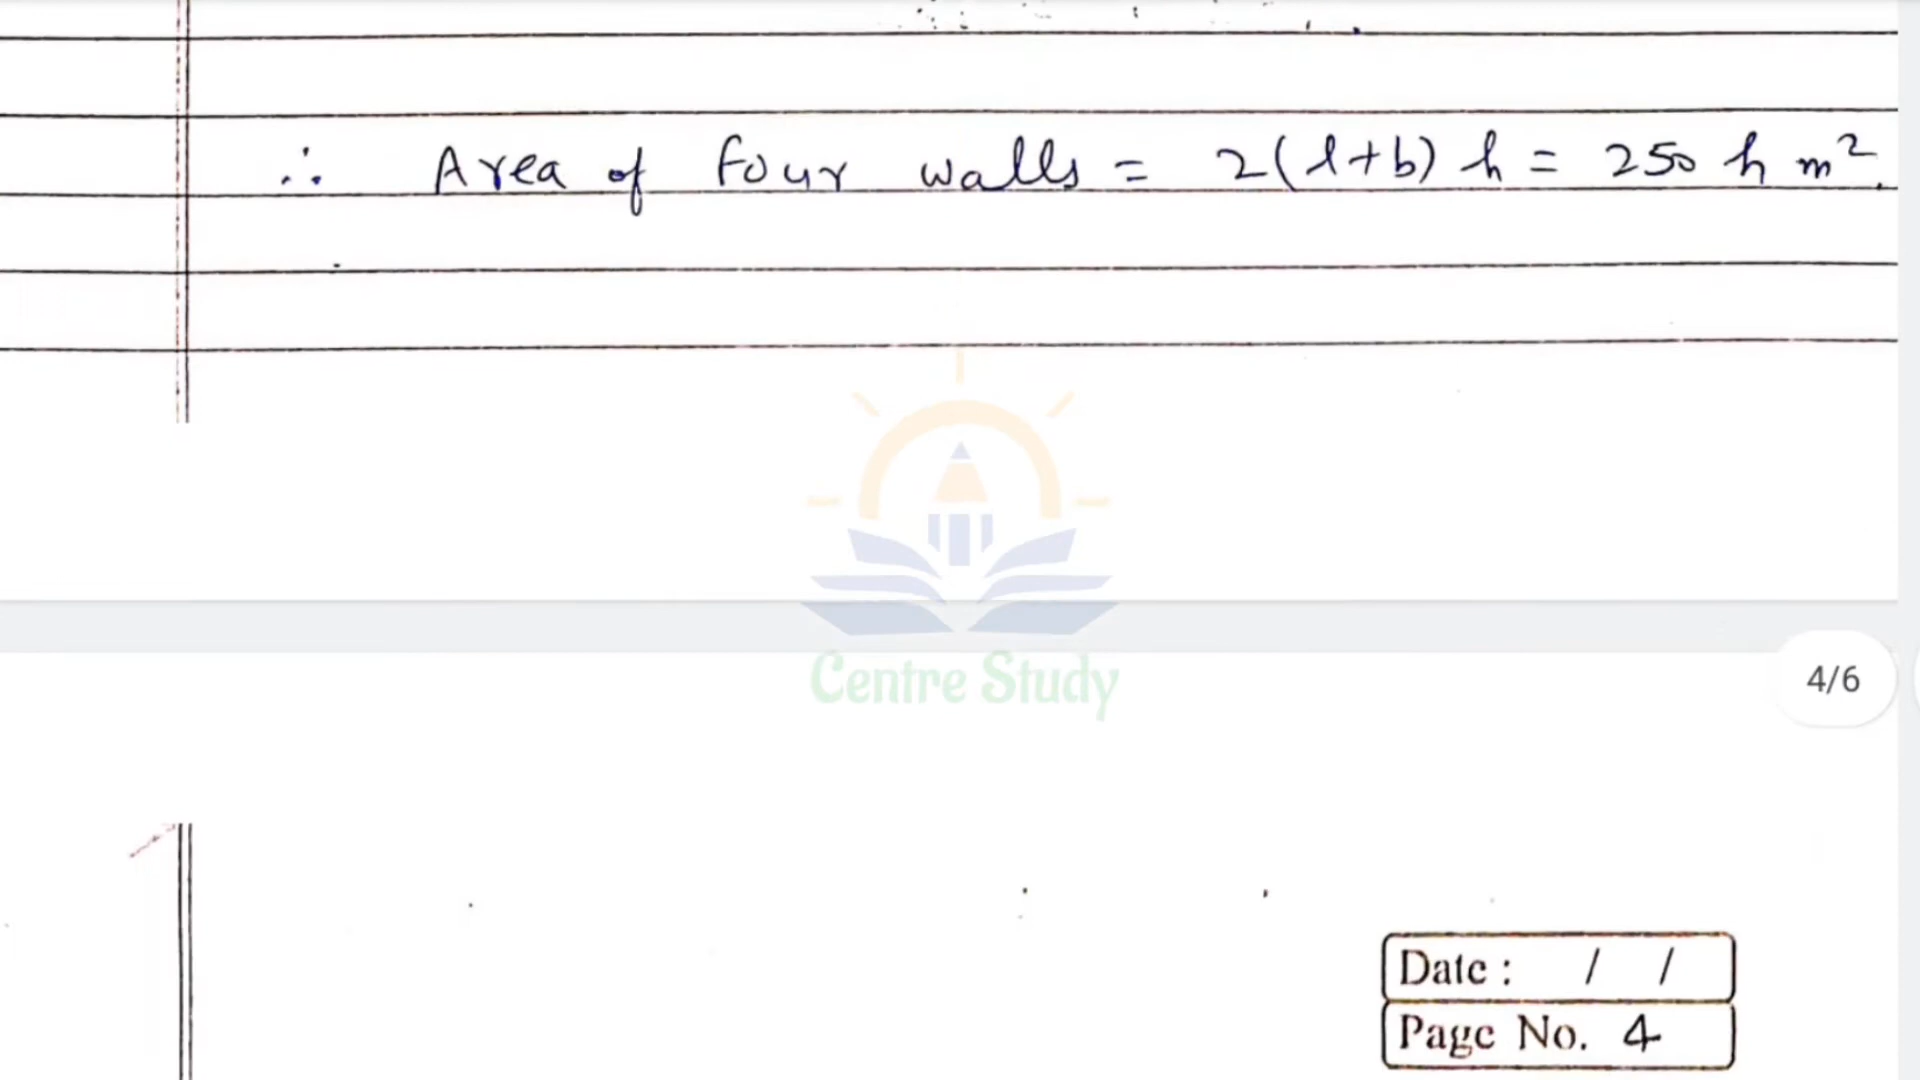 ∴ Area of four walls = 2(l+b) h = 250 h m².
Centre Study
4/6
Date : / /
Page No. 4